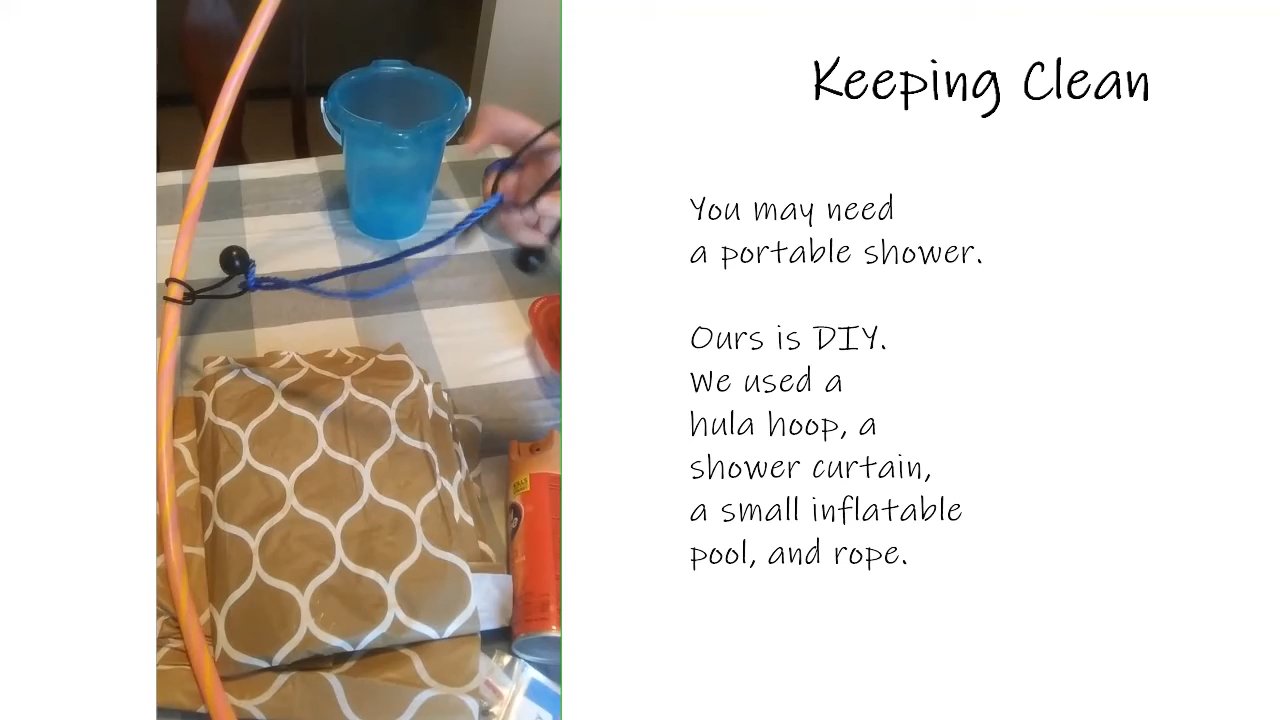 Keeping Clean
You may need
a portable shower.
Ours is DIY.
We used a
hula hoop, a
shower curtain,
a small inflatable
pool, and rope.